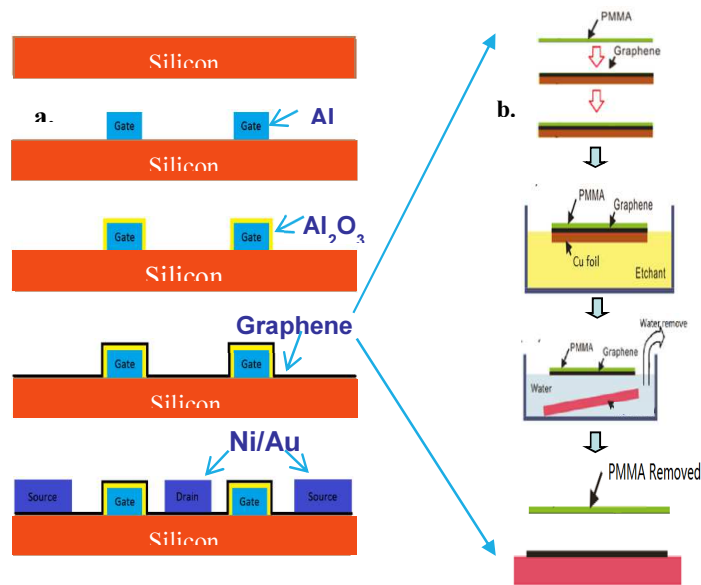 Silicon
a.
Gate
Gate
Al
Silicon
Gate
Gate
Al2O3
Silicon
Graphene
Gate
Gate
Silicon
Ni/Au
Source
Gate
Drain
Gate
Source
Silicon
b.
PMMA
Graphene
PMMA
Graphene
Cu foil
Etchant
Water remove
PMMA
Graphene
Water
PMMA Removed